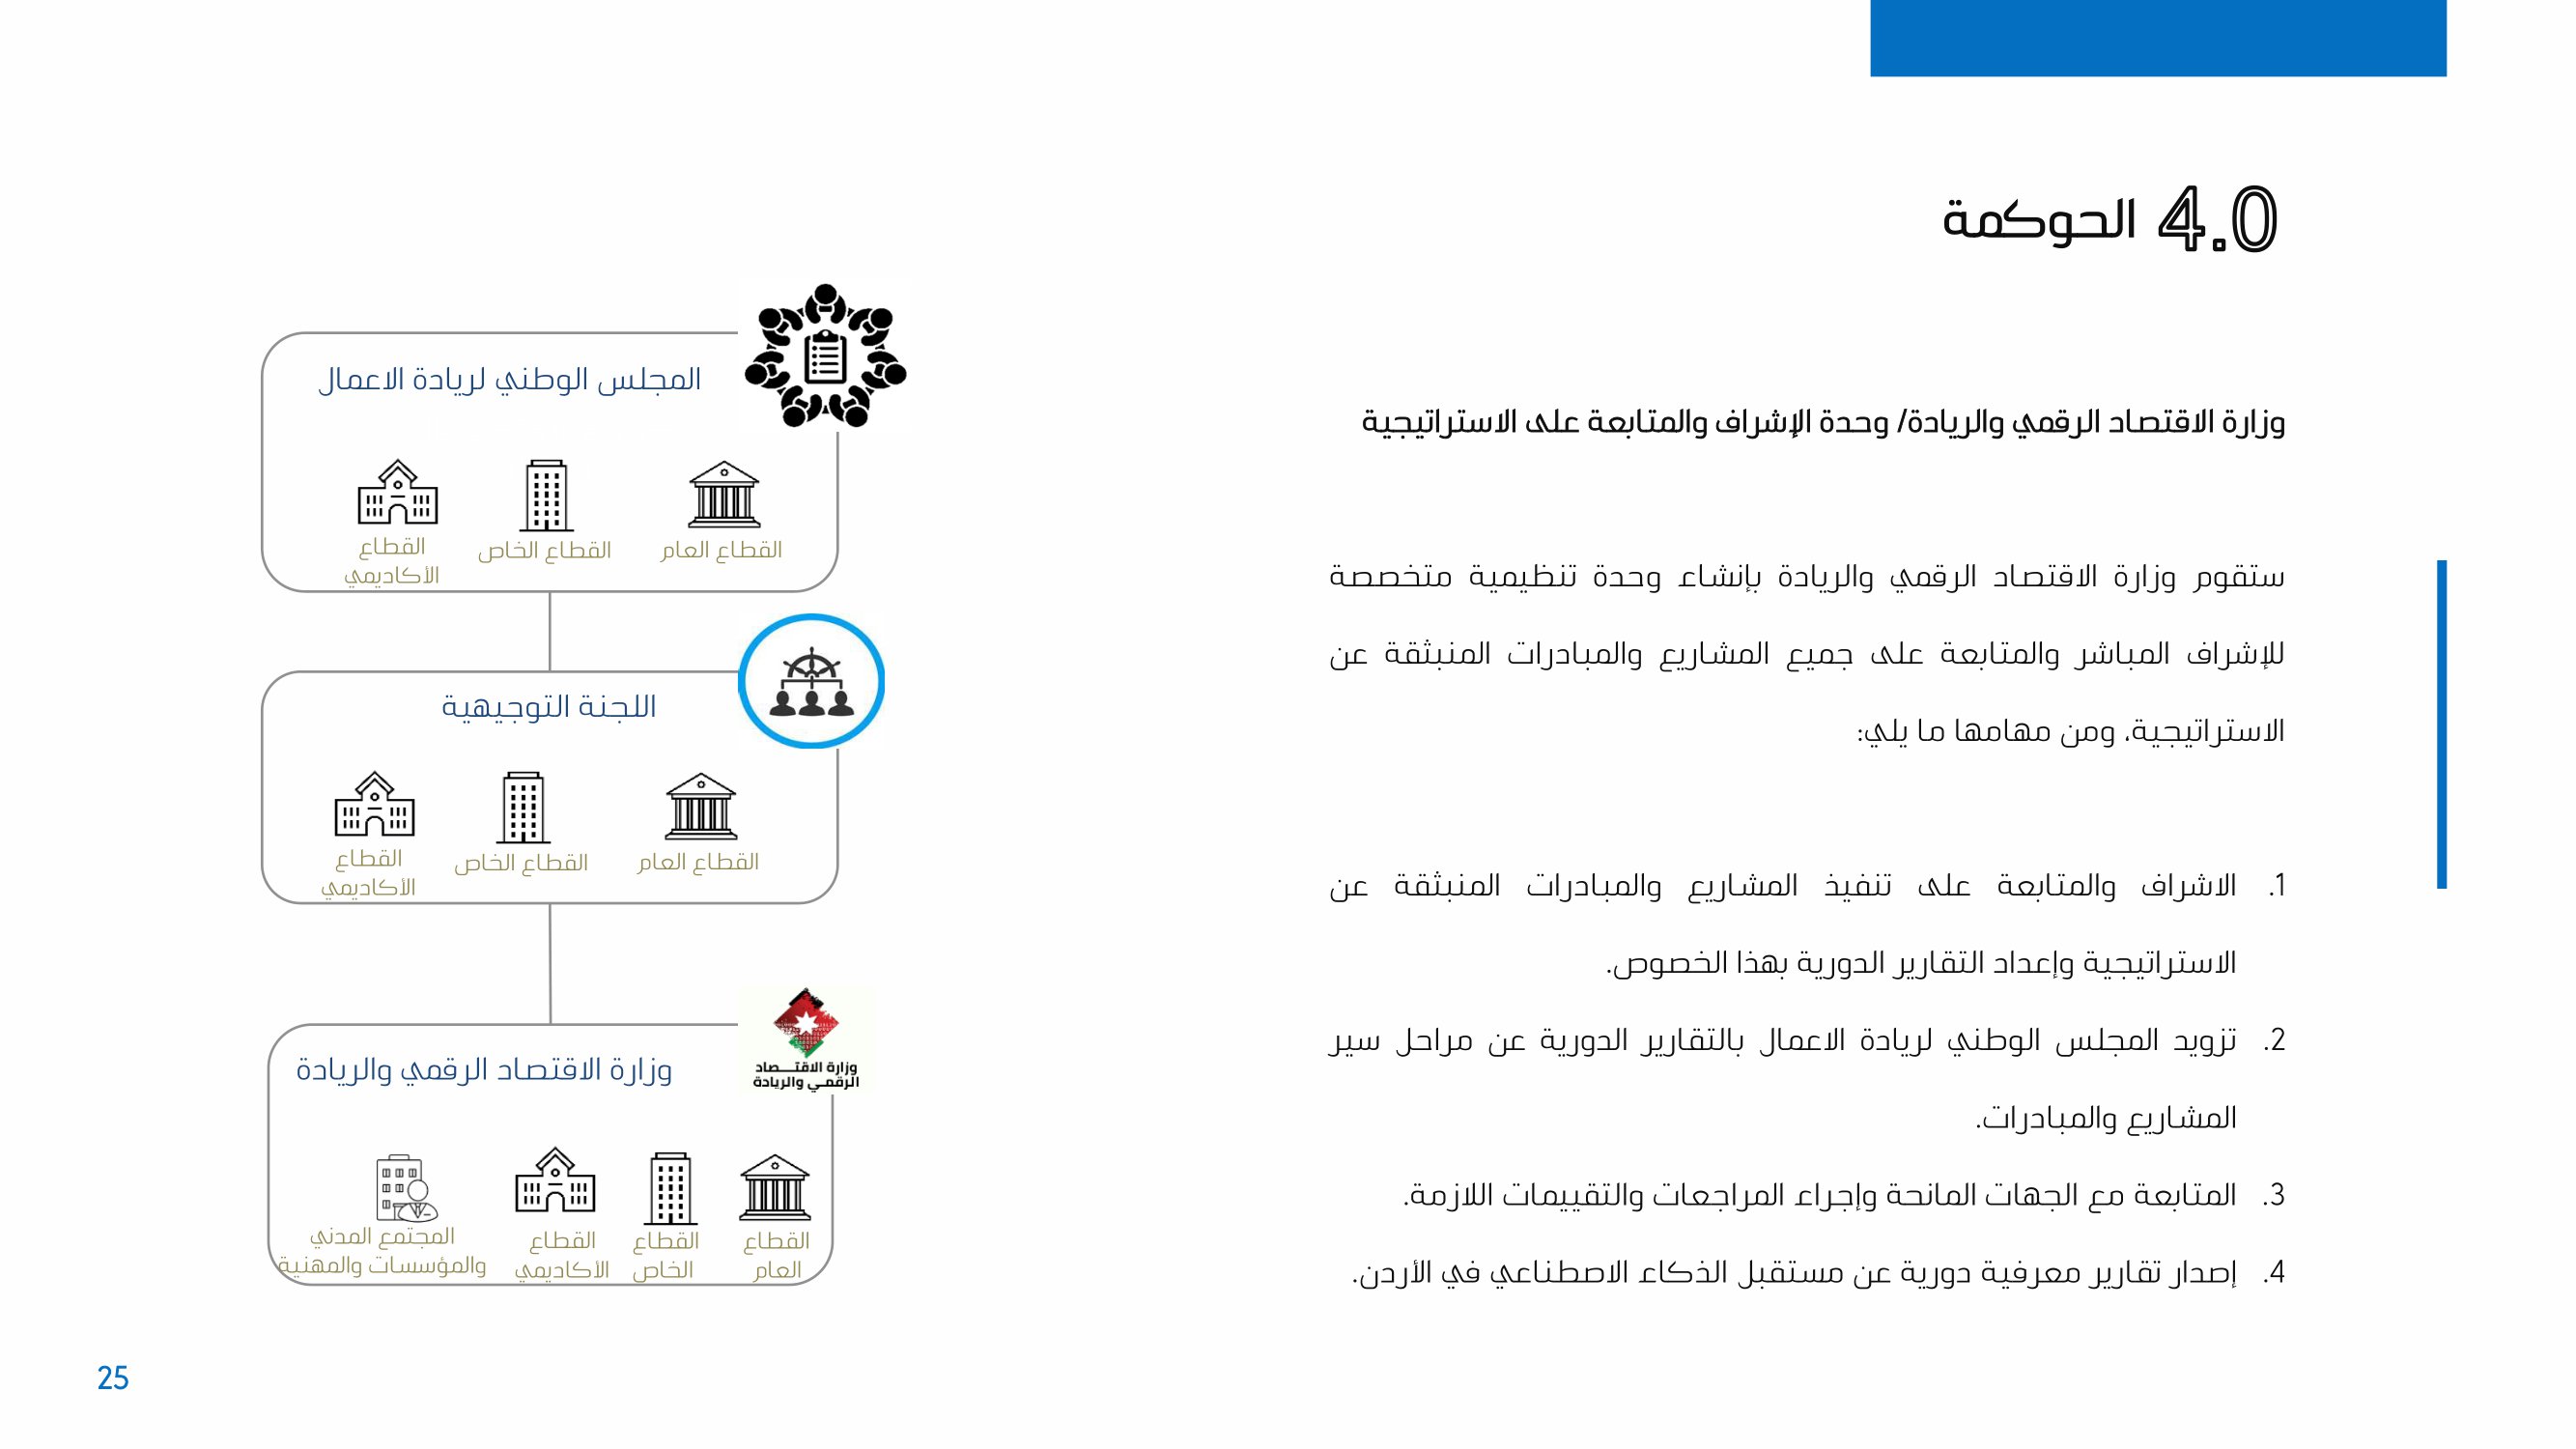 4.0 الحوكمة
وزارة الاقتصاد الرقمي والريادة/ وحدة الإشراف والمتابعة على الاستراتيجية
ستقوم وزارة الاقتصاد الرقمي والريادة بإنشاء وحدة تنظيمية متخصصة
للإشراف المباشر والمتابعة على جميع المشاريع والمبادرات المنبثقة عن
الاستراتيجية، ومن مهامها ما يلي:
1. الاشراف والمتابعة على تنفيذ المشاريع والمبادرات المنبثقة عن
الاستراتيجية وإعداد التقارير الدورية بهذا الخصوص.
2. تزويد المجلس الوطني لريادة الاعمال بالتقارير الدورية عن مراحل سير
المشاريع والمبادرات.
3. المتابعة مع الجهات المانحة وإجراء المراجعات والتقييمات اللازمة.
4. إصدار تقارير معرفية دورية عن مستقبل الذكاء الاصطناعي في الأردن.
المجلس الوطني لريادة الاعمال
القطاع العام
القطاع الخاص
القطاع
الأكاديمي
اللجنة التوجيهية
القطاع العام
القطاع الخاص
القطاع
الأكاديمي
وزارة الاقتـــصاد
الرقمـي والريادة
وزارة الاقتصاد الرقمي والريادة
القطاع
العام
القطاع
الخاص
القطاع
الأكاديمي
المجتمع المدني
والمؤسسات والمهنية
25